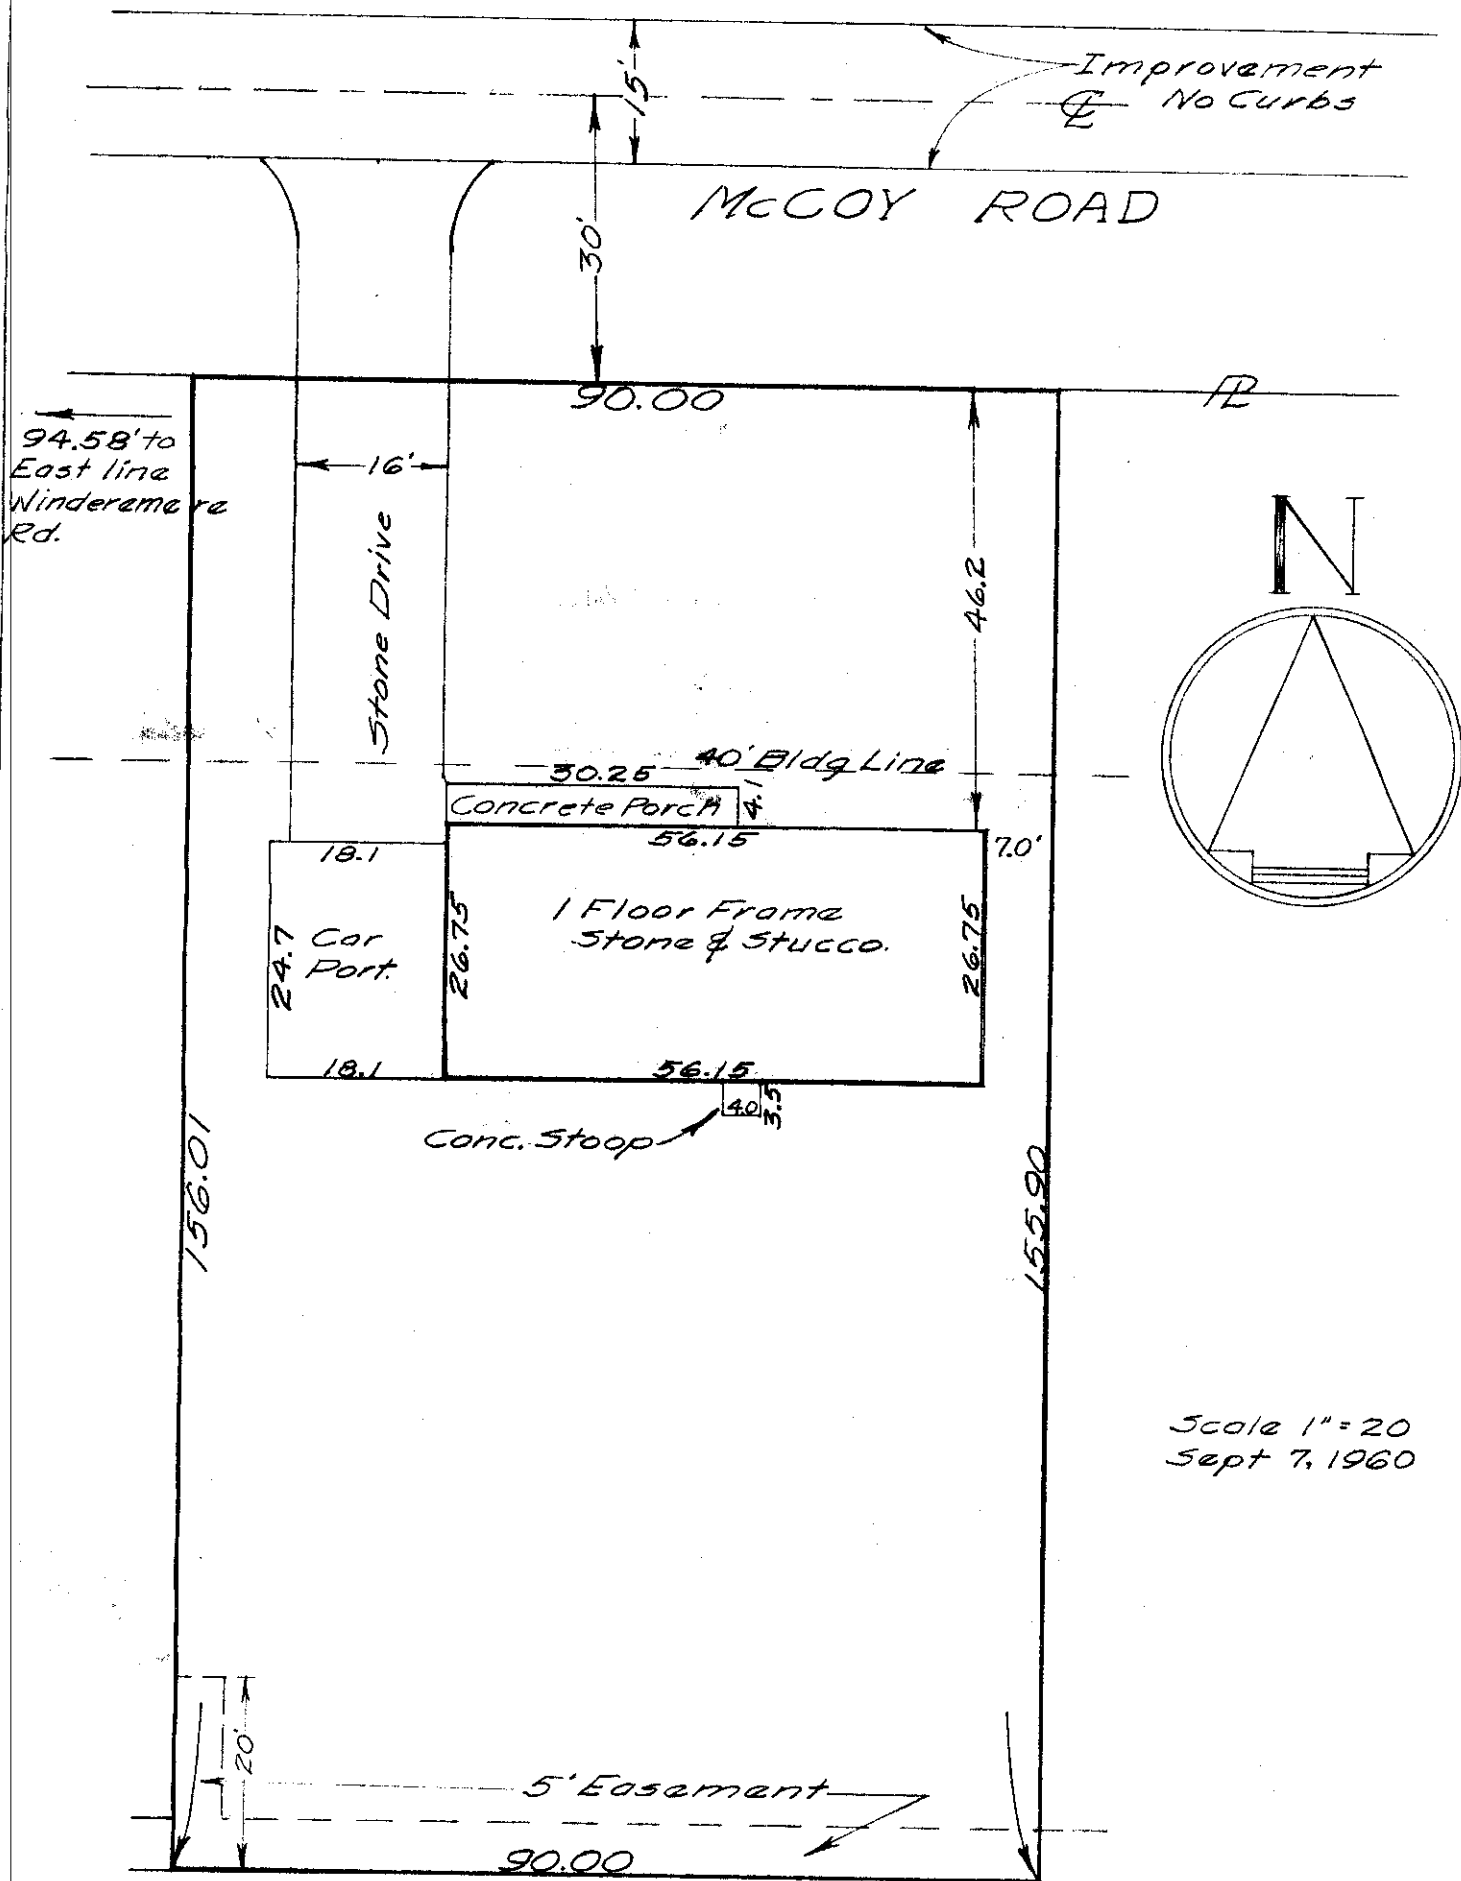 15'
Improvement
℄ No Curbs
30'
McCOY ROAD
90.00
℞
94.58' to
East line
Winderemere
Rd.
16'
Stone Drive
46.2
N
40' Bldg Line
30.25
Concrete Porch
4.1
56.15
7.0'
18.1
1 Floor Frame
Stone & Stucco.
Car
Port.
24.7
26.75
26.75
18.1
56.15
4.0
3.5
Conc. Stoop
156.01
155.90
Scale 1" = 20
Sept 7, 1960
20'
5' Easement
90.00